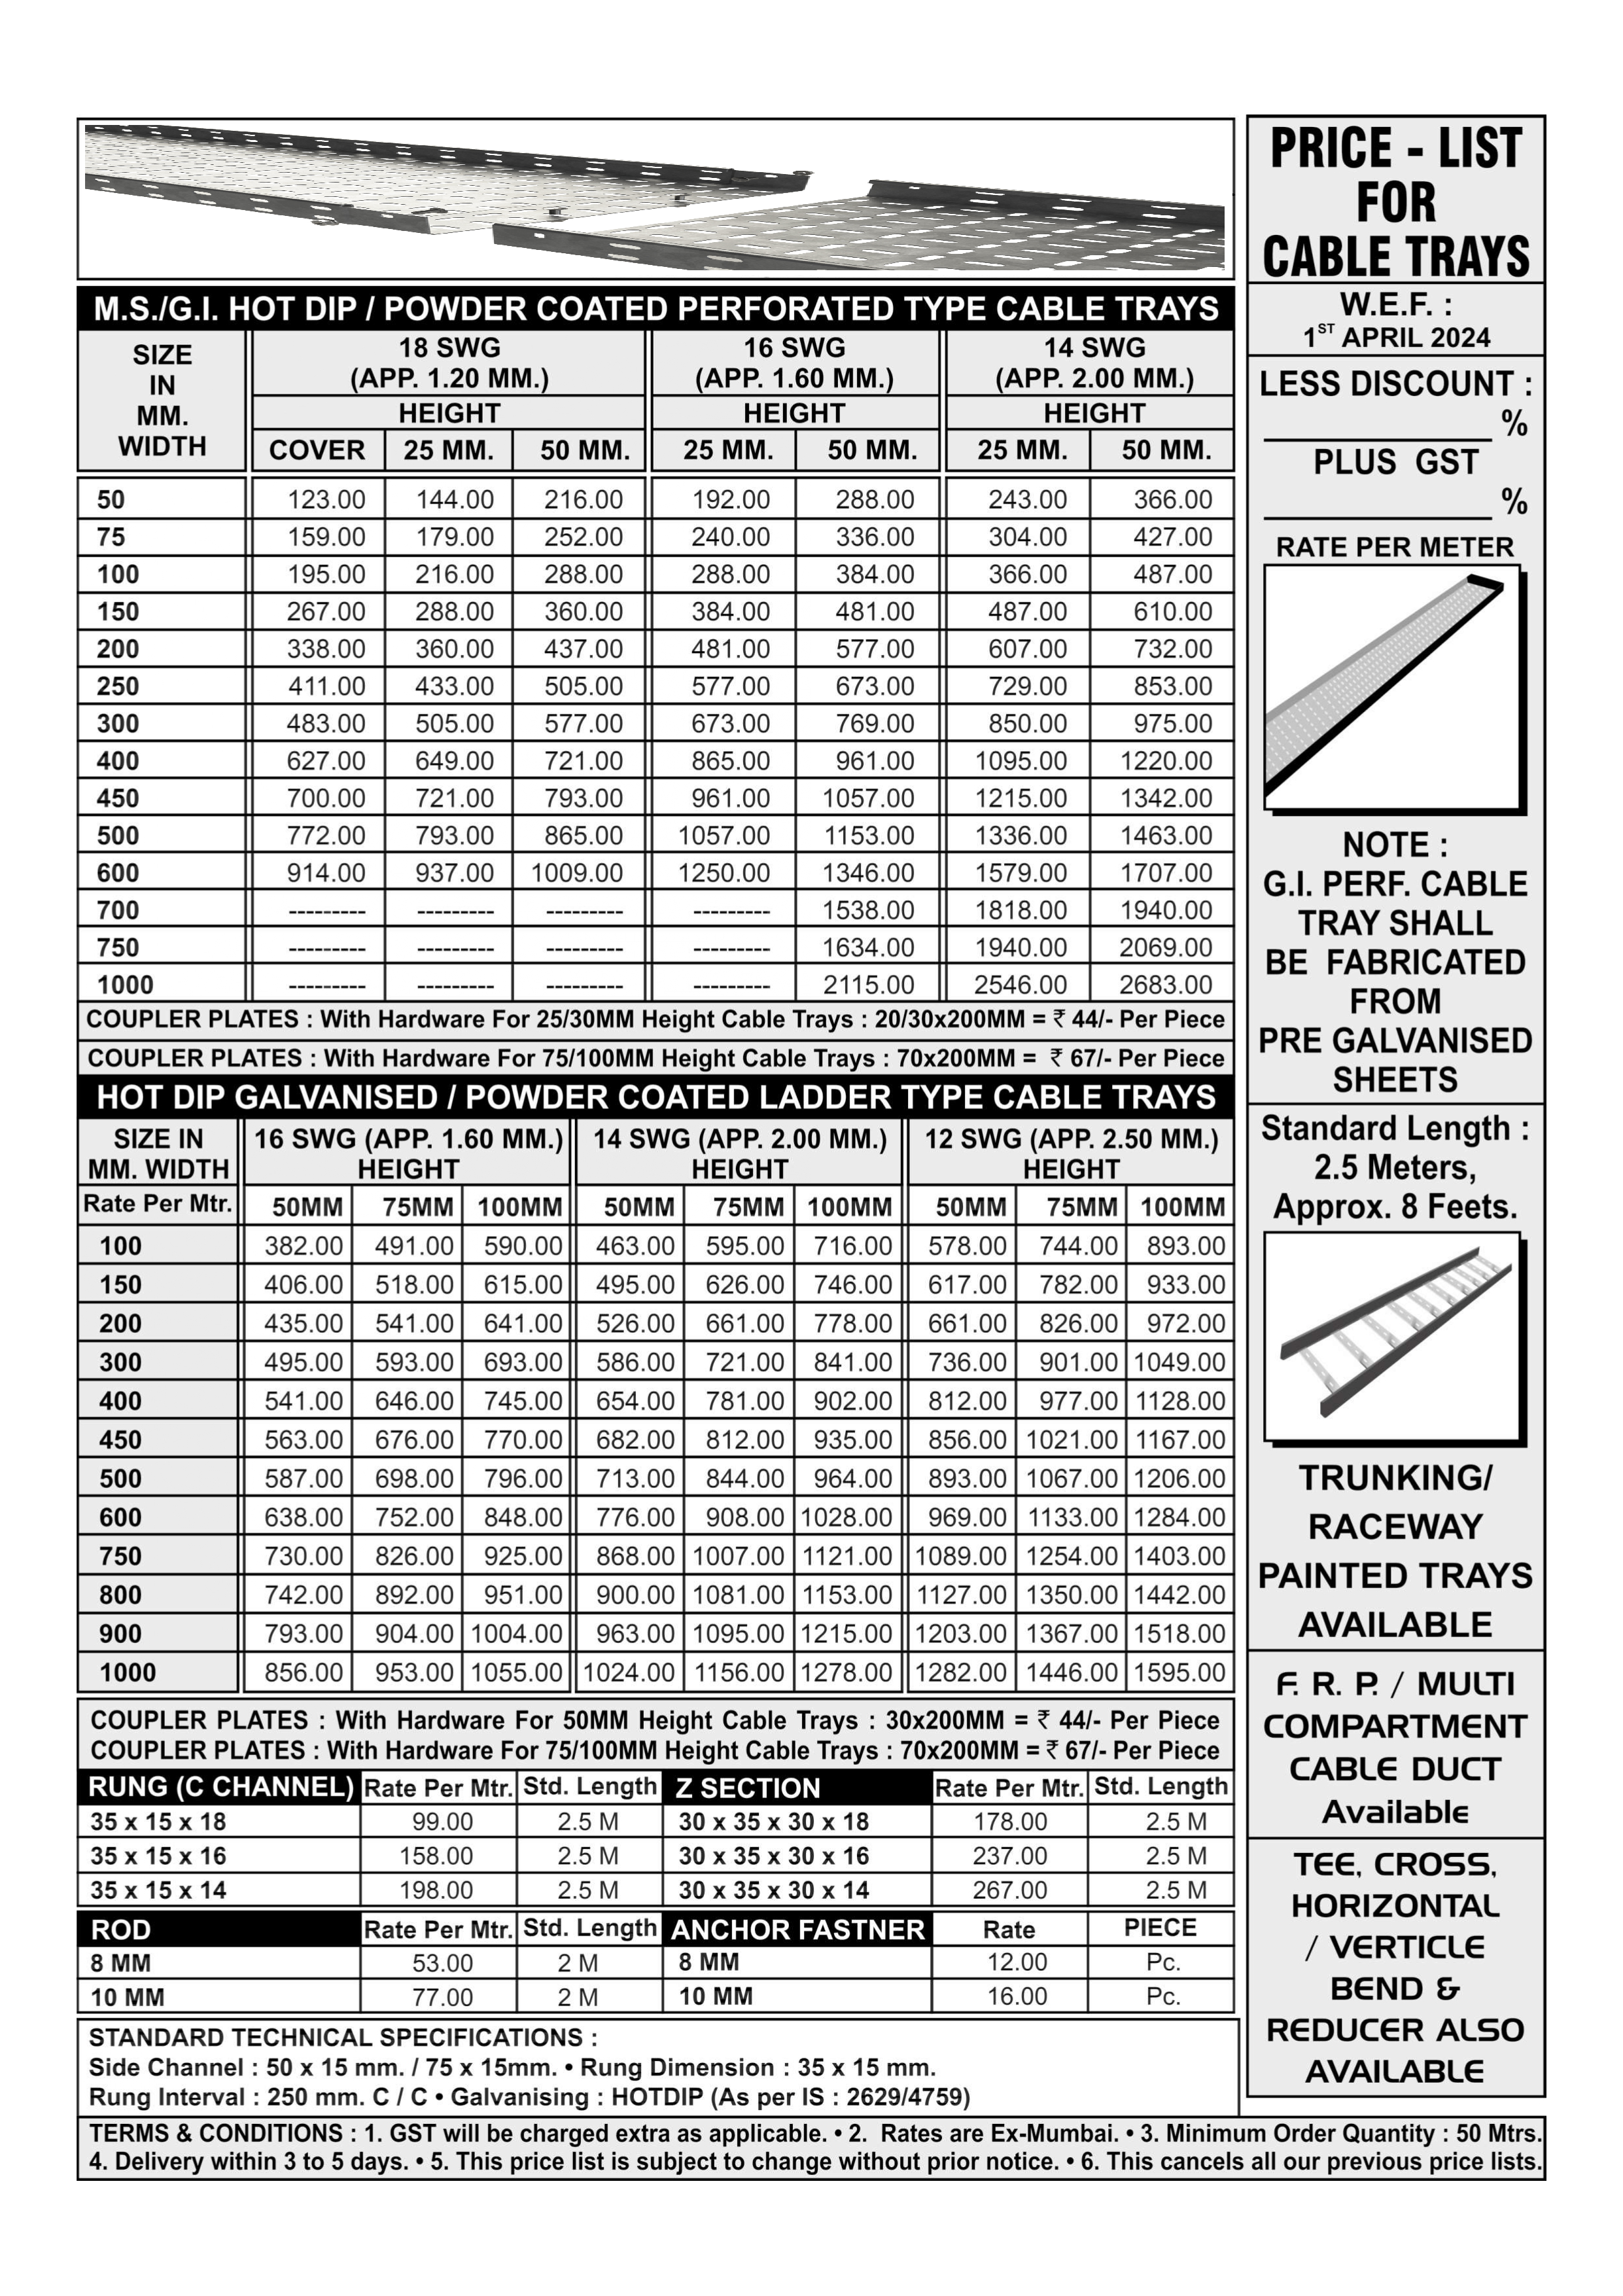 PRICE - LIST
FOR
CABLE TRAYS
W.E.F. :
1ST APRIL 2024
LESS DISCOUNT :
____________ %
PLUS GST
____________ %
RATE PER METER
NOTE :
G.I. PERF. CABLE
TRAY SHALL
BE FABRICATED
FROM
PRE GALVANISED
SHEETS
Standard Length :
2.5 Meters,
Approx. 8 Feets.
TRUNKING/
RACEWAY
PAINTED TRAYS
AVAILABLE
F. R. P. / MULTI
COMPARTMENT
CABLE DUCT
Available
TEE, CROSS,
HORIZONTAL
/ VERTICLE
BEND &
REDUCER ALSO
AVAILABLE
M.S./G.I. HOT DIP / POWDER COATED PERFORATED TYPE CABLE TRAYS
SIZE IN MM. WIDTH
18 SWG (APP. 1.20 MM.) 16 SWG (APP. 1.60 MM.) 14 SWG (APP. 2.00 MM.)
HEIGHT HEIGHT HEIGHT
COVER 25 MM. 50 MM. 25 MM. 50 MM. 25 MM. 50 MM.
50 123.00 144.00 216.00 192.00 288.00 243.00 366.00
75 159.00 179.00 252.00 240.00 336.00 304.00 427.00
100 195.00 216.00 288.00 288.00 384.00 366.00 487.00
150 267.00 288.00 360.00 384.00 481.00 487.00 610.00
200 338.00 360.00 437.00 481.00 577.00 607.00 732.00
250 411.00 433.00 505.00 577.00 673.00 729.00 853.00
300 483.00 505.00 577.00 673.00 769.00 850.00 975.00
400 627.00 649.00 721.00 865.00 961.00 1095.00 1220.00
450 700.00 721.00 793.00 961.00 1057.00 1215.00 1342.00
500 772.00 793.00 865.00 1057.00 1153.00 1336.00 1463.00
600 914.00 937.00 1009.00 1250.00 1346.00 1579.00 1707.00
700 --------- --------- --------- --------- 1538.00 1818.00 1940.00
750 --------- --------- --------- --------- 1634.00 1940.00 2069.00
1000 --------- --------- --------- --------- 2115.00 2546.00 2683.00
COUPLER PLATES : With Hardware For 25/30MM Height Cable Trays : 20/30x200MM = ₹ 44/- Per Piece
COUPLER PLATES : With Hardware For 75/100MM Height Cable Trays : 70x200MM = ₹ 67/- Per Piece
HOT DIP GALVANISED / POWDER COATED LADDER TYPE CABLE TRAYS
SIZE IN MM. WIDTH 16 SWG (APP. 1.60 MM.) HEIGHT 14 SWG (APP. 2.00 MM.) HEIGHT 12 SWG (APP. 2.50 MM.) HEIGHT
Rate Per Mtr. 50MM 75MM 100MM 50MM 75MM 100MM 50MM 75MM 100MM
100 382.00 491.00 590.00 463.00 595.00 716.00 578.00 744.00 893.00
150 406.00 518.00 615.00 495.00 626.00 746.00 617.00 782.00 933.00
200 435.00 541.00 641.00 526.00 661.00 778.00 661.00 826.00 972.00
300 495.00 593.00 693.00 586.00 721.00 841.00 736.00 901.00 1049.00
400 541.00 646.00 745.00 654.00 781.00 902.00 812.00 977.00 1128.00
450 563.00 676.00 770.00 682.00 812.00 935.00 856.00 1021.00 1167.00
500 587.00 698.00 796.00 713.00 844.00 964.00 893.00 1067.00 1206.00
600 638.00 752.00 848.00 776.00 908.00 1028.00 969.00 1133.00 1284.00
750 730.00 826.00 925.00 868.00 1007.00 1121.00 1089.00 1254.00 1403.00
800 742.00 892.00 951.00 900.00 1081.00 1153.00 1127.00 1350.00 1442.00
900 793.00 904.00 1004.00 963.00 1095.00 1215.00 1203.00 1367.00 1518.00
1000 856.00 953.00 1055.00 1024.00 1156.00 1278.00 1282.00 1446.00 1595.00
COUPLER PLATES : With Hardware For 50MM Height Cable Trays : 30x200MM = ₹ 44/- Per Piece
COUPLER PLATES : With Hardware For 75/100MM Height Cable Trays : 70x200MM = ₹ 67/- Per Piece
RUNG (C CHANNEL) Rate Per Mtr. Std. Length Z SECTION Rate Per Mtr. Std. Length
35 x 15 x 18 99.00 2.5 M 30 x 35 x 30 x 18 178.00 2.5 M
35 x 15 x 16 158.00 2.5 M 30 x 35 x 30 x 16 237.00 2.5 M
35 x 15 x 14 198.00 2.5 M 30 x 35 x 30 x 14 267.00 2.5 M
ROD Rate Per Mtr. Std. Length ANCHOR FASTNER Rate PIECE
8 MM 53.00 2 M 8 MM 12.00 Pc.
10 MM 77.00 2 M 10 MM 16.00 Pc.
STANDARD TECHNICAL SPECIFICATIONS :
Side Channel : 50 x 15 mm. / 75 x 15mm. • Rung Dimension : 35 x 15 mm.
Rung Interval : 250 mm. C / C • Galvanising : HOTDIP (As per IS : 2629/4759)
TERMS & CONDITIONS : 1. GST will be charged extra as applicable. • 2. Rates are Ex-Mumbai. • 3. Minimum Order Quantity : 50 Mtrs.
4. Delivery within 3 to 5 days. • 5. This price list is subject to change without prior notice. • 6. This cancels all our previous price lists.